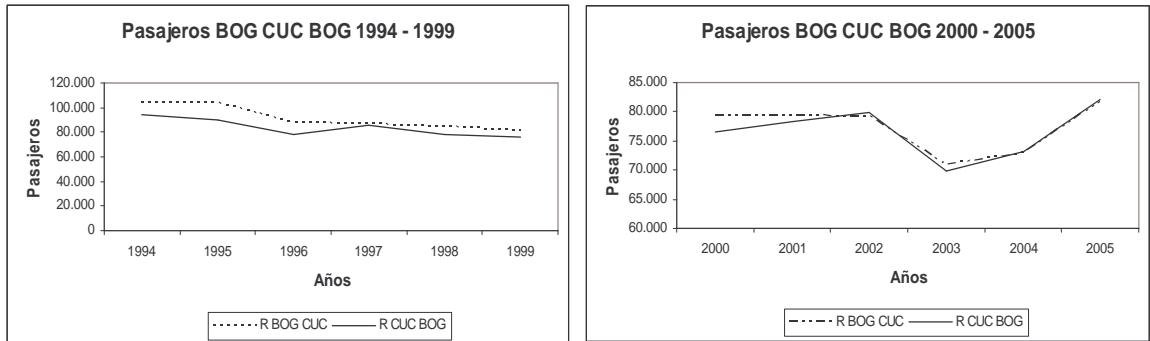 Pasajeros BOG CUC BOG 1994 - 1999
120.000
100.000
80.000
60.000
40.000
20.000
0
Pasajeros
1994 1995 1996 1997 1998 1999
Años
R BOG CUC R CUC BOG
Pasajeros BOG CUC BOG 2000 - 2005
85.000
80.000
75.000
70.000
65.000
60.000
Pasajeros
2000 2001 2002 2003 2004 2005
Años
R BOG CUC R CUC BOG